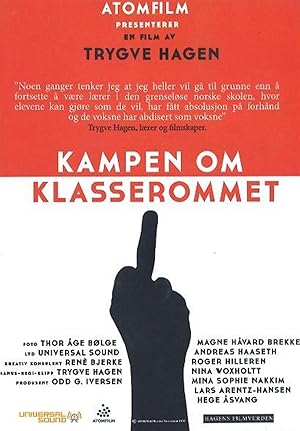 ATOMFILM
PRESENTERER
EN FILM AV
TRYGVE HAGEN
"Noen ganger tenker jeg at jeg heller vil gå til grunne enn å
fortsette å være lærer i den grenseløse norske skolen, hvor
elevene kan gjøre som de vil, har fått absolusjon på forhånd
og de voksne har abdisert som voksne"
Trygve Hagen, lærer og filmskaper.
KAMPEN OM
KLASSEROMMET
FOTO THOR ÅGE BØLGE
LYD UNIVERSAL SOUND
KREATIV KONSULENT RENÈ BJERKE
MANUS-REGI-KLIPP TRYGVE HAGEN
PRODUSENT ODD G. IVERSEN
MAGNE HÅVARD BREKKE
ANDREAS HAASETH
ROGER HILLEREN
NINA WOXHOLTT
MINA SOPHIE NAKKIM
LARS ARENTZ-HANSEN
HEGE ÅSVANG
UNIVERSAL
SOUND
ATOMFILM
HAGENS FILMVERDEN